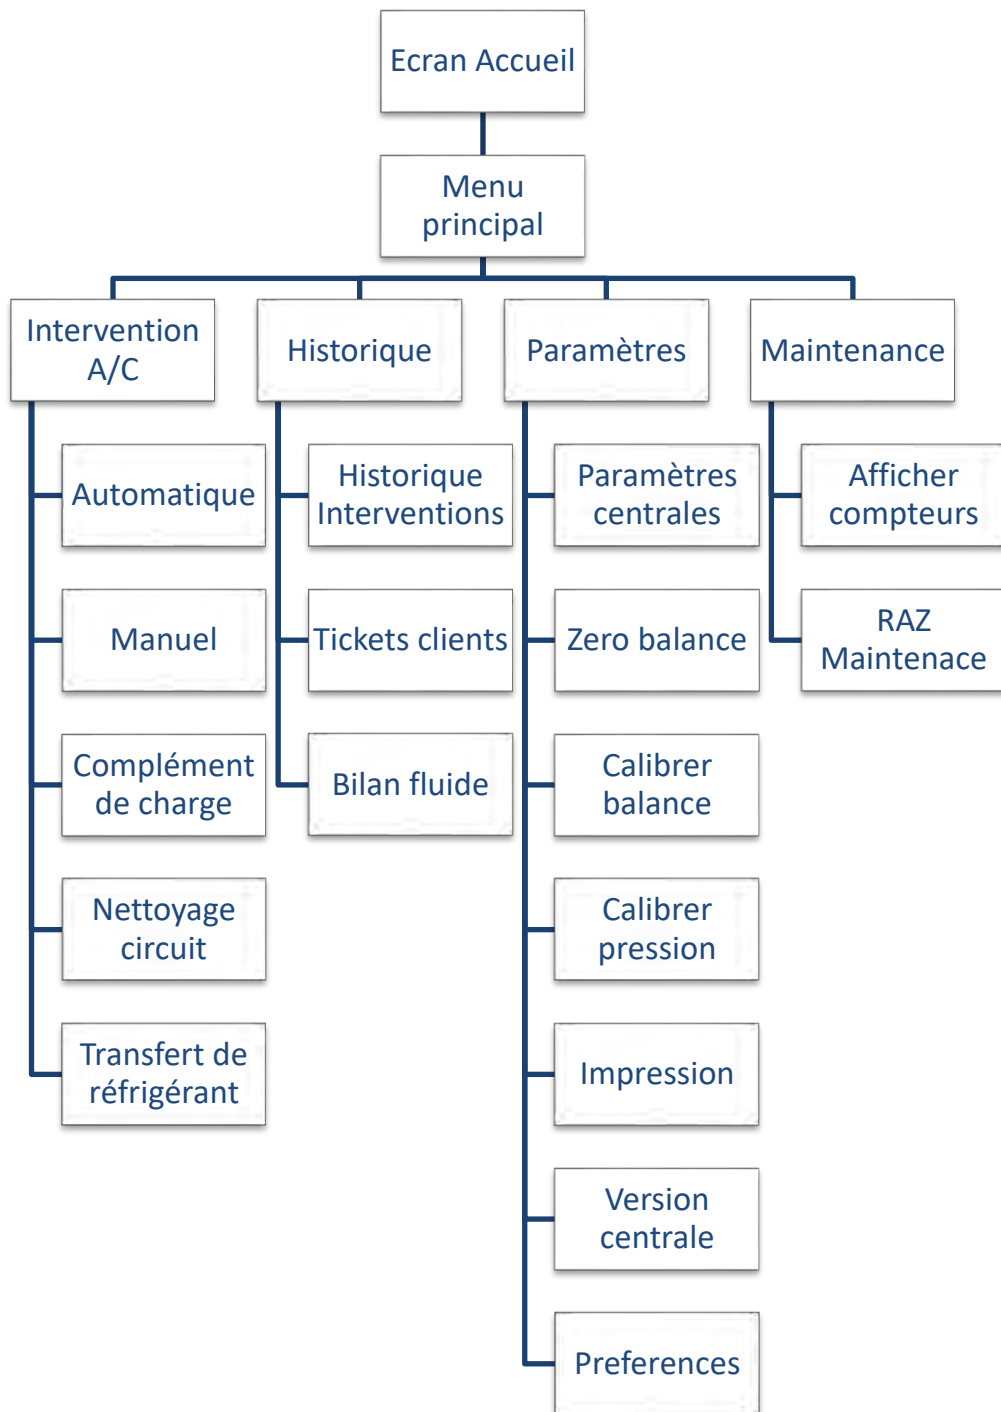 Ecran Accueil
Menu
principal
Intervention
A/C
Historique
Paramètres
Maintenance
Automatique
Manuel
Complément
de charge
Nettoyage
circuit
Transfert de
réfrigérant
Historique
Interventions
Tickets clients
Bilan fluide
Paramètres
centrales
Zero balance
Calibrer
balance
Calibrer
pression
Impression
Version
centrale
Preferences
Afficher
compteurs
RAZ
Maintenace